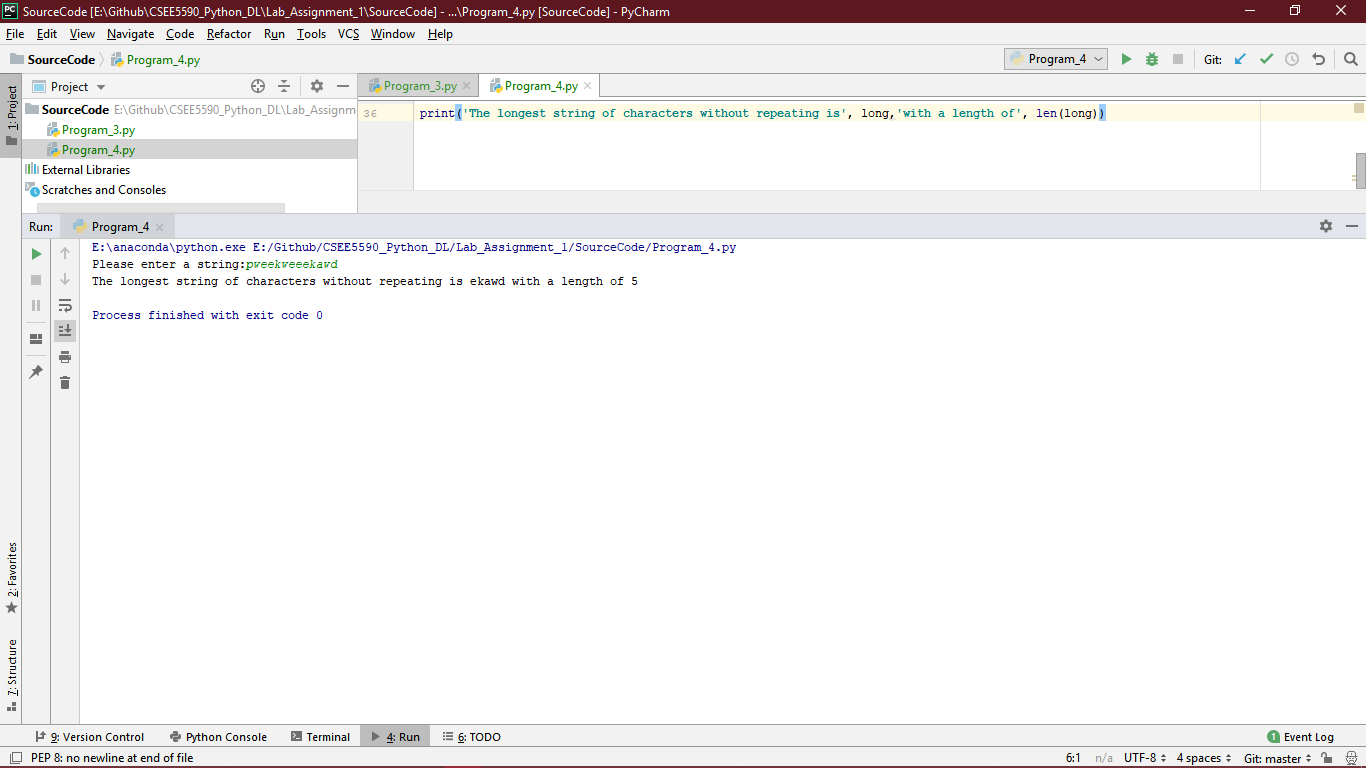 SourceCode [E:\Github\CSEE5590_Python_DL\Lab_Assignment_1\SourceCode] - ...\Program_4.py [SourceCode] - PyCharm
File Edit View Navigate Code Refactor Run Tools VCS Window Help
SourceCode Program_4.py Program_4 Git:
Project Program_3.py Program_4.py
1: Project
SourceCode E:\Github\CSEE5590_Python_DL\Lab_Assignm
36 print('The longest string of characters without repeating is', long,'with a length of', len(long))
Program_3.py
Program_4.py
External Libraries
Scratches and Consoles
Run: Program_4
E:\anaconda\python.exe E:/Github/CSEE5590_Python_DL/Lab_Assignment_1/SourceCode/Program_4.py
Please enter a string:pweekweeekawd
The longest string of characters without repeating is ekawd with a length of 5
Process finished with exit code 0
2: Favorites
7: Structure
9: Version Control Python Console Terminal 4: Run 6: TODO 1 Event Log
PEP 8: no newline at end of file 6:1 n/a UTF-8 4 spaces Git: master